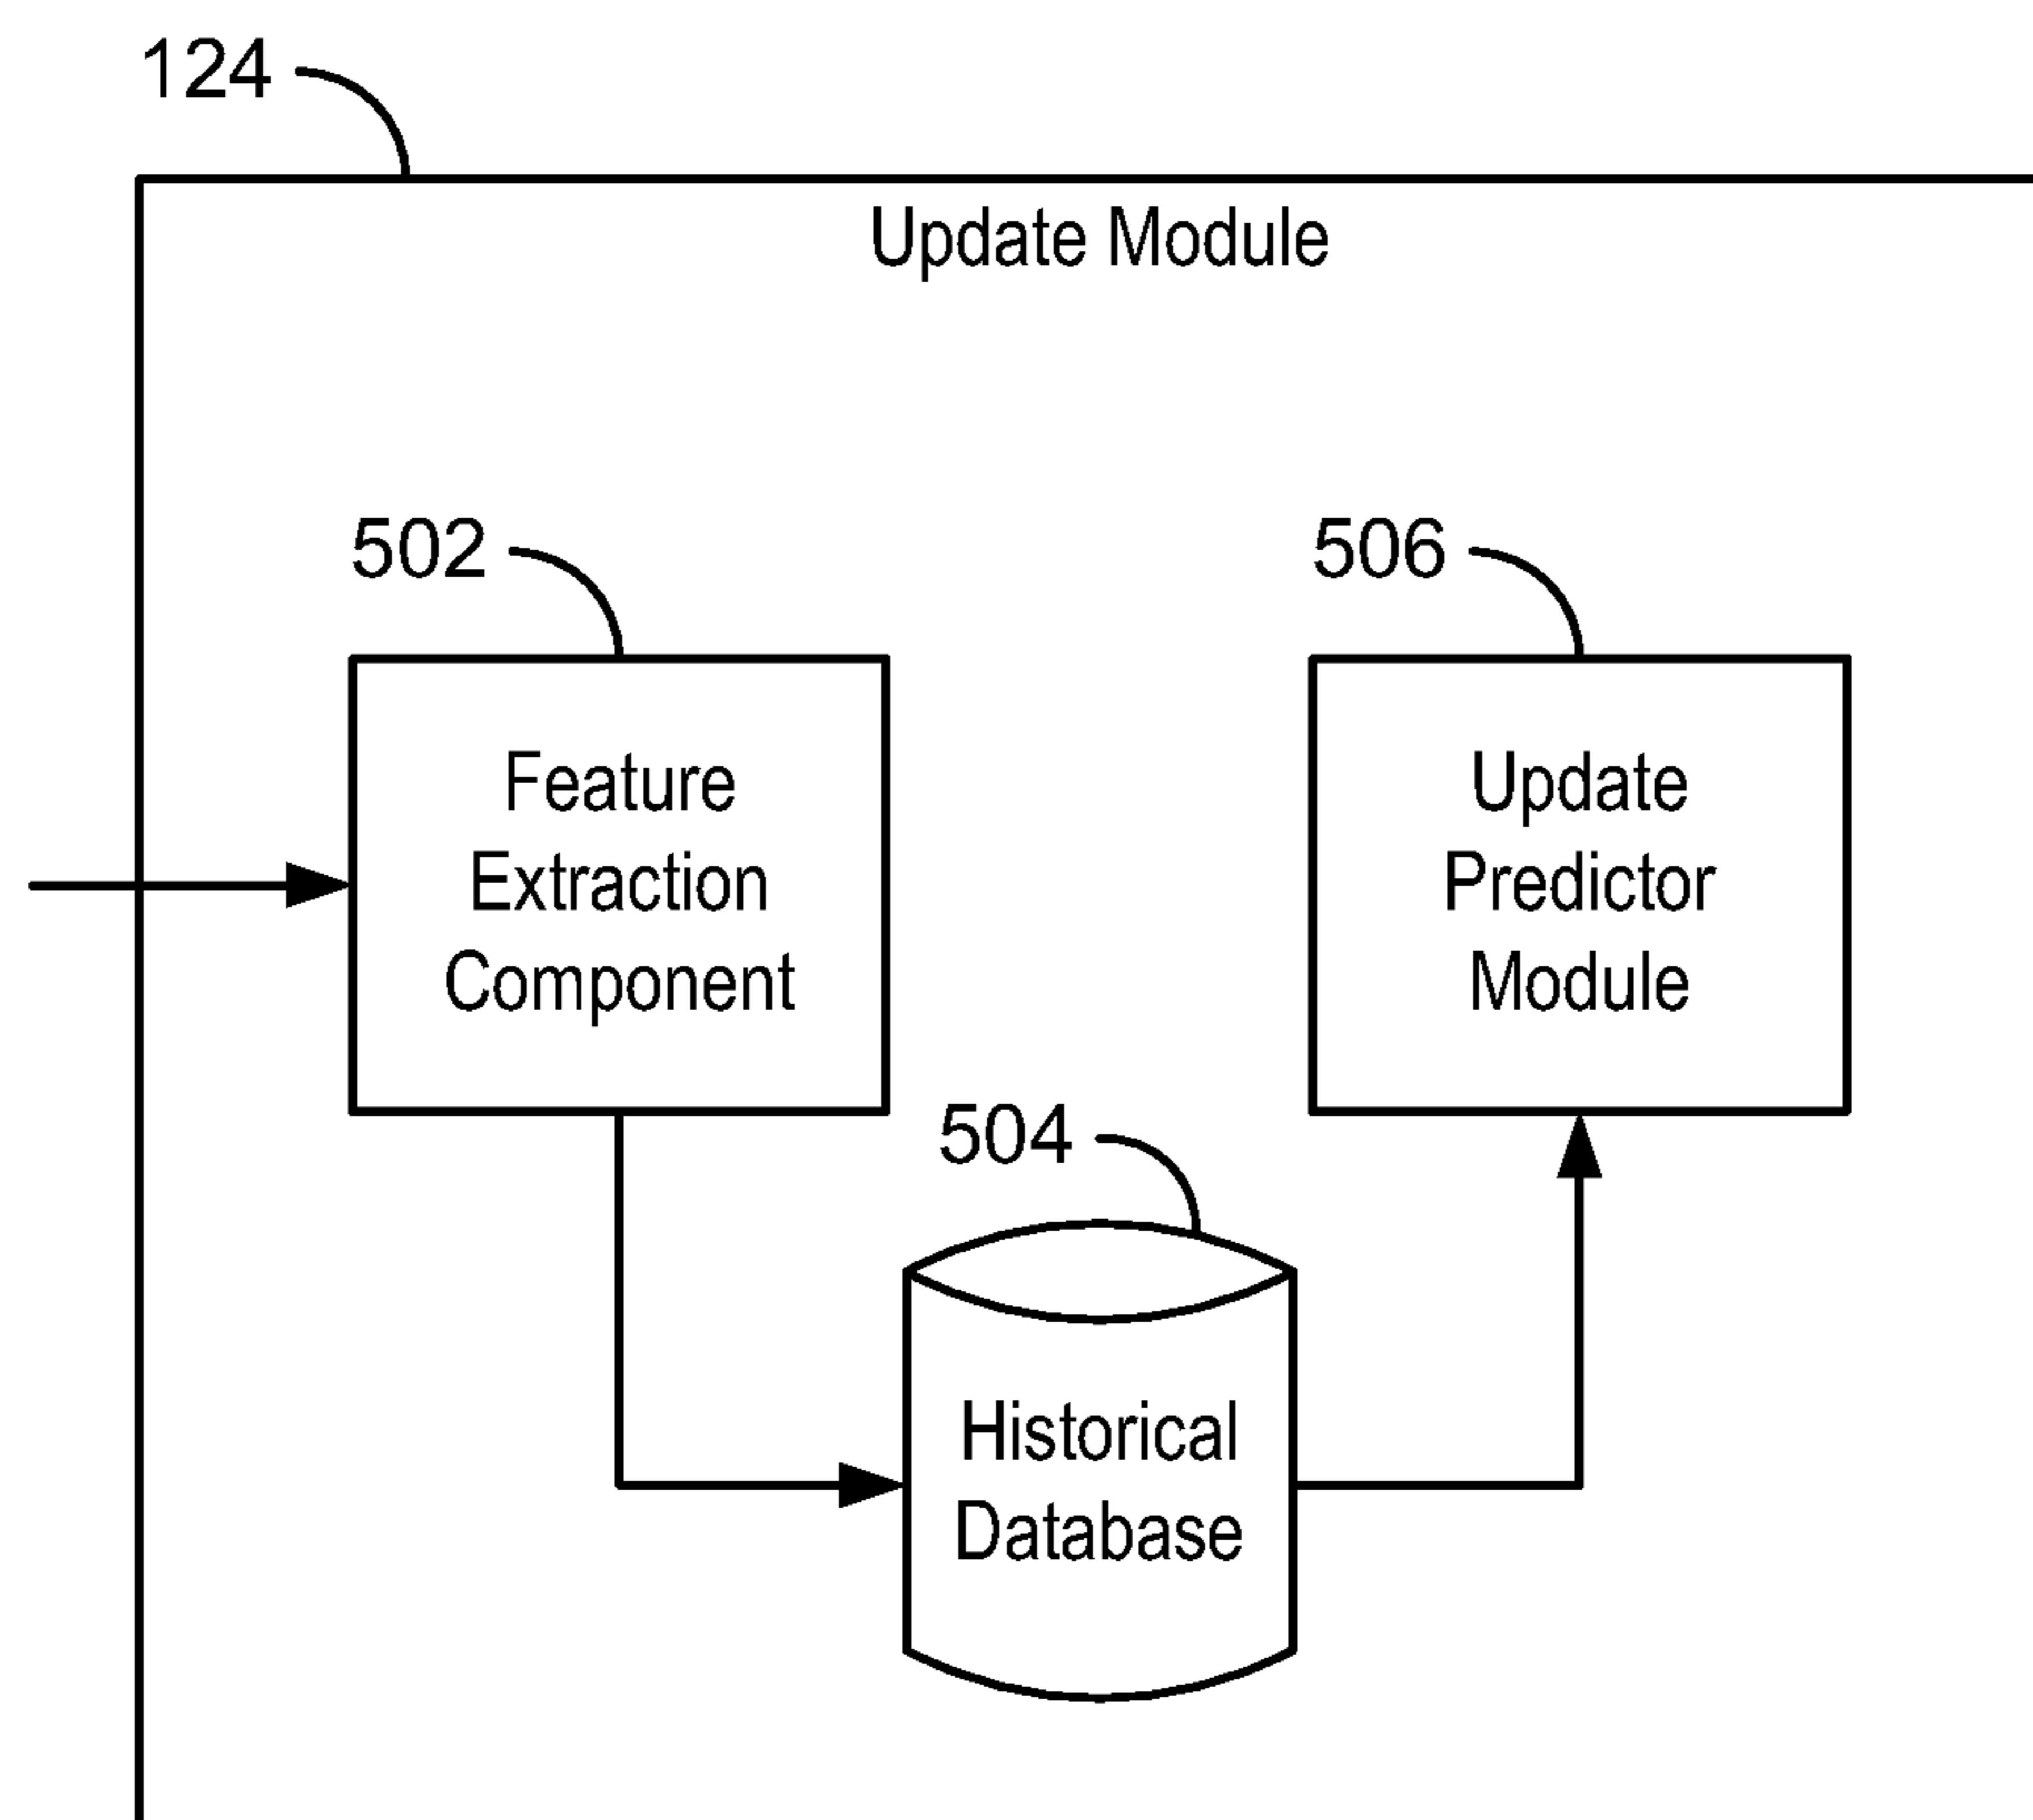 124
Update Module
502
506
Feature
Extraction
Component
Update
Predictor
Module
504
Historical
Database